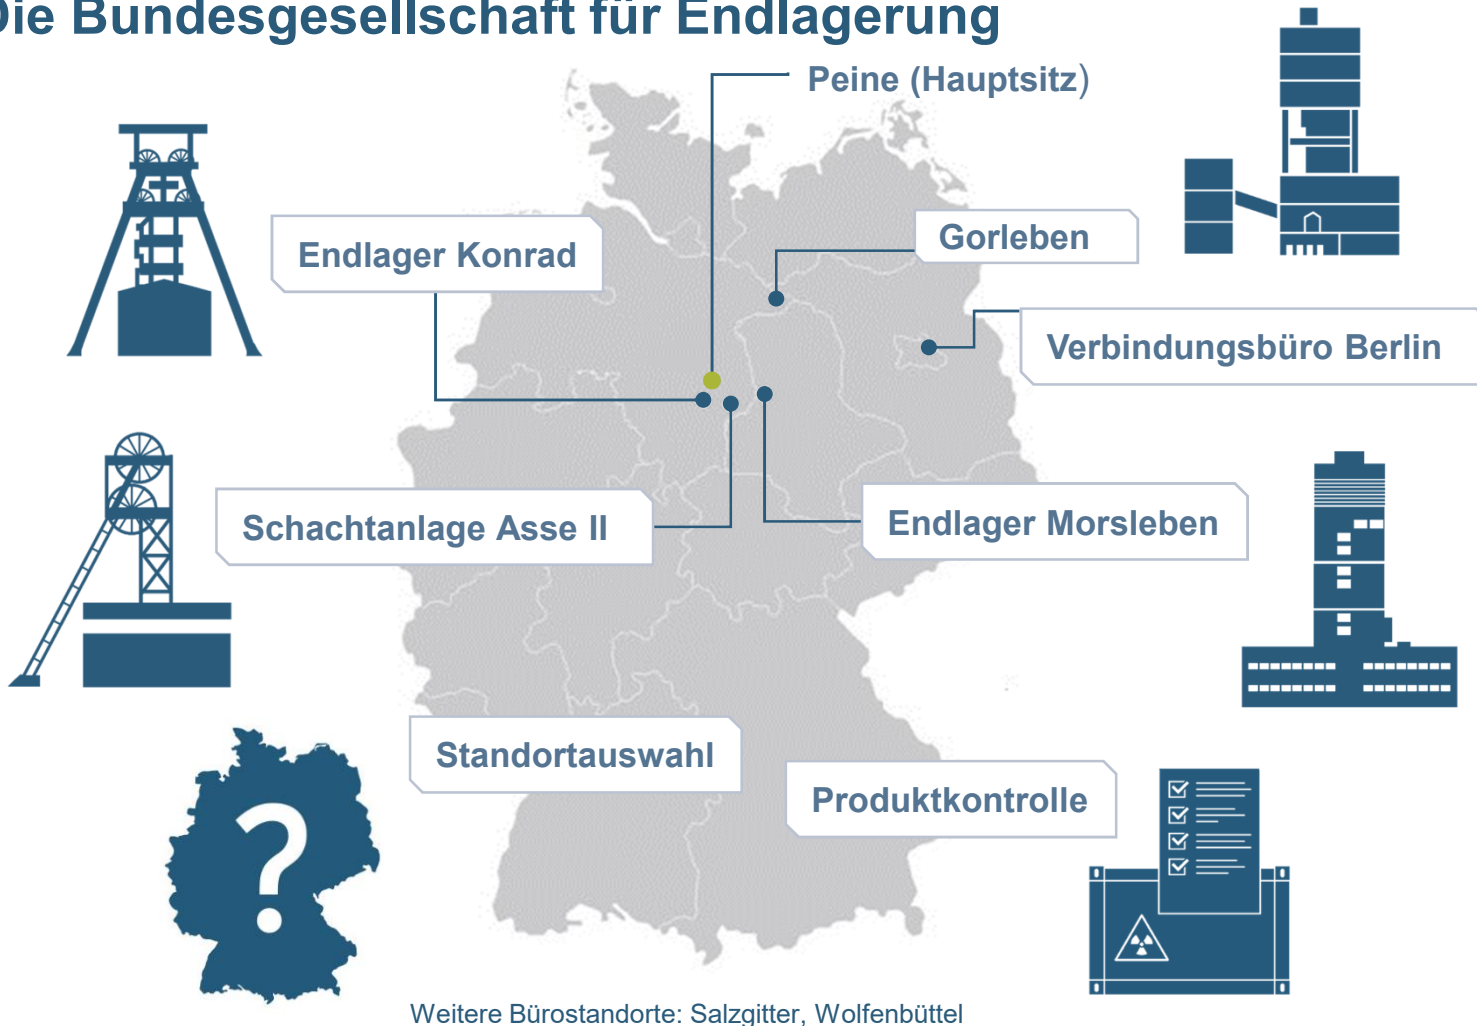 Die Bundesgesellschaft für Endlagerung
Peine (Hauptsitz)
Endlager Konrad
Gorleben
Verbindungsbüro Berlin
Schachtanlage Asse II
Endlager Morsleben
Standortauswahl
Produktkontrolle
?
Weitere Bürostandorte: Salzgitter, Wolfenbüttel